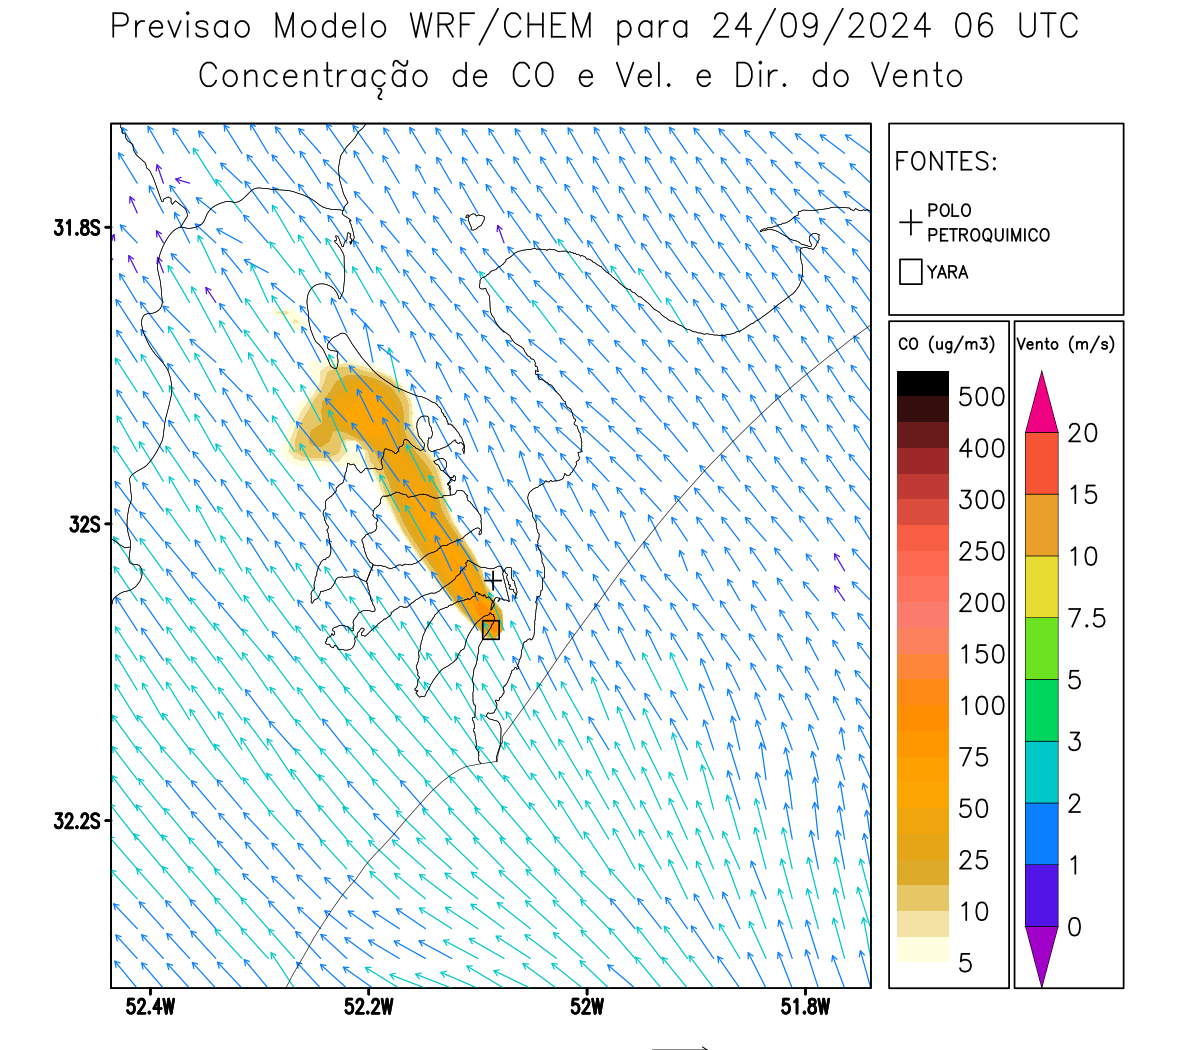 Previsao Modelo WRF/CHEM para 24/09/2024 06 UTC
Concentração de CO e Vel. e Dir. do Vento
FONTES:
POLO
PETROQUIMICO
YARA
CO (ug/m3)
500
400
300
250
200
150
100
75
50
25
10
5
Vento (m/s)
20
15
10
7.5
5
3
2
1
0
31.8S
32S
32.2S
52.4W
52.2W
52W
51.8W